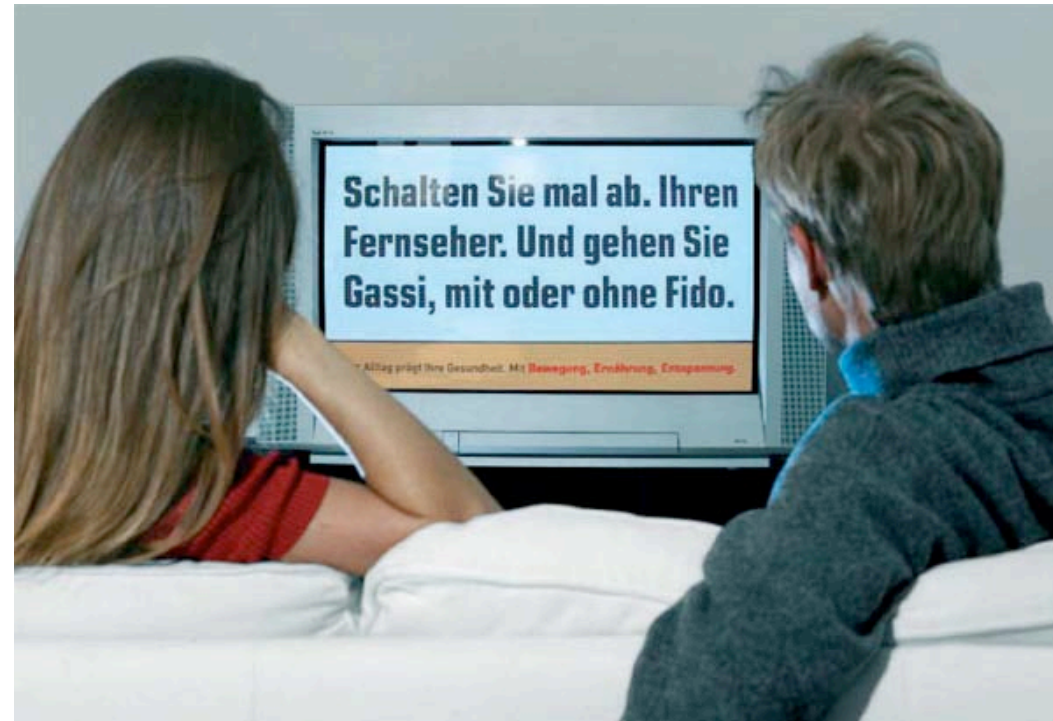 Schalten Sie mal ab. Ihren
Fernseher. Und gehen Sie
Gassi, mit oder ohne Fido.
Alltag prägt Ihre Gesundheit. Mit Bewegung, Ernährung, Entspannung.